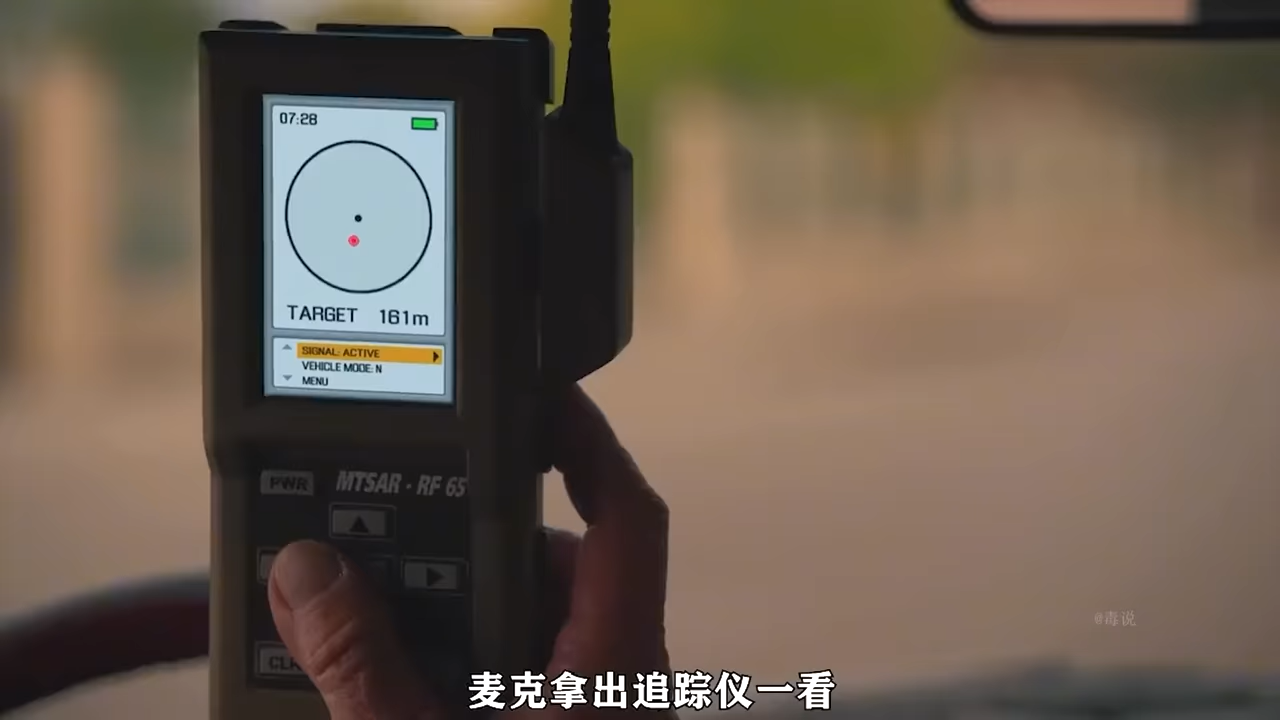 07:28
TARGET 161m
SIGNAL: ACTIVE
VEHICLE MODE: N
MENU
PWR
MTSAR - RF 65
@毒说
麦克拿出追踪仪一看